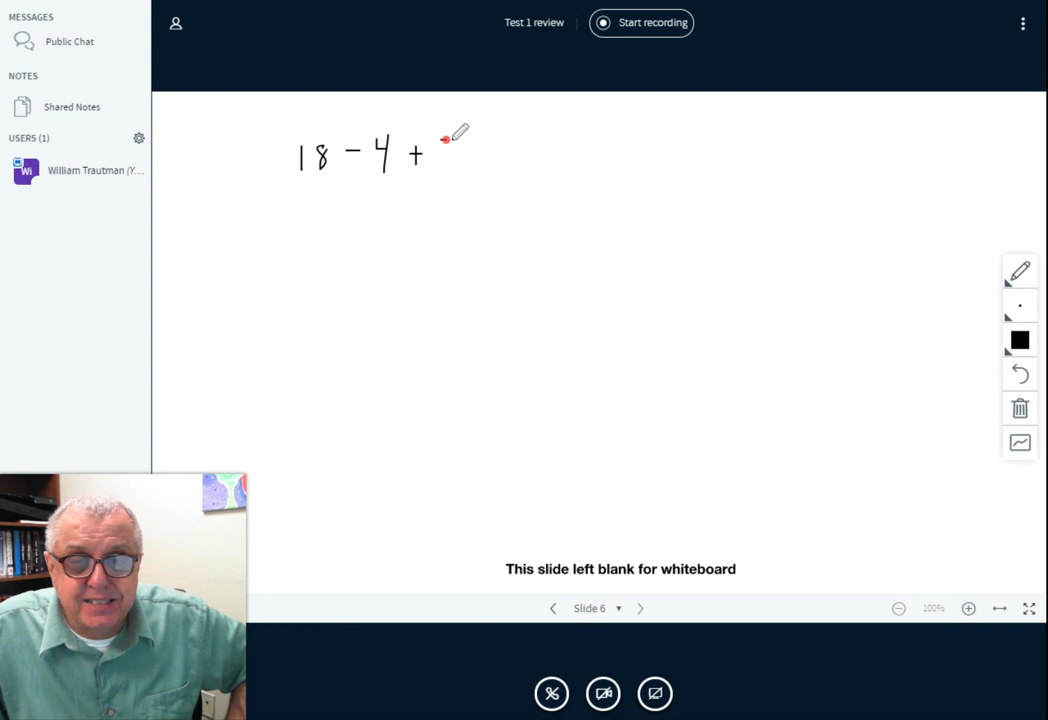 MESSAGES
Public Chat
NOTES
Shared Notes
USERS (1)
Wi William Trautman (Y...
Test 1 review
Start recording
18 - 4 +
This slide left blank for whiteboard
Slide 6
100%